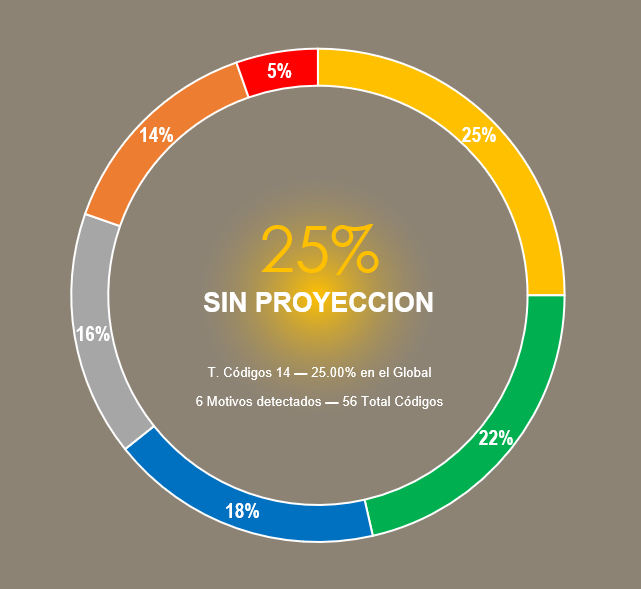 5%
25%
14%
25%
SIN PROYECCION
16%
T. Códigos 14 — 25.00% en el Global
6 Motivos detectados — 56 Total Códigos
22%
18%